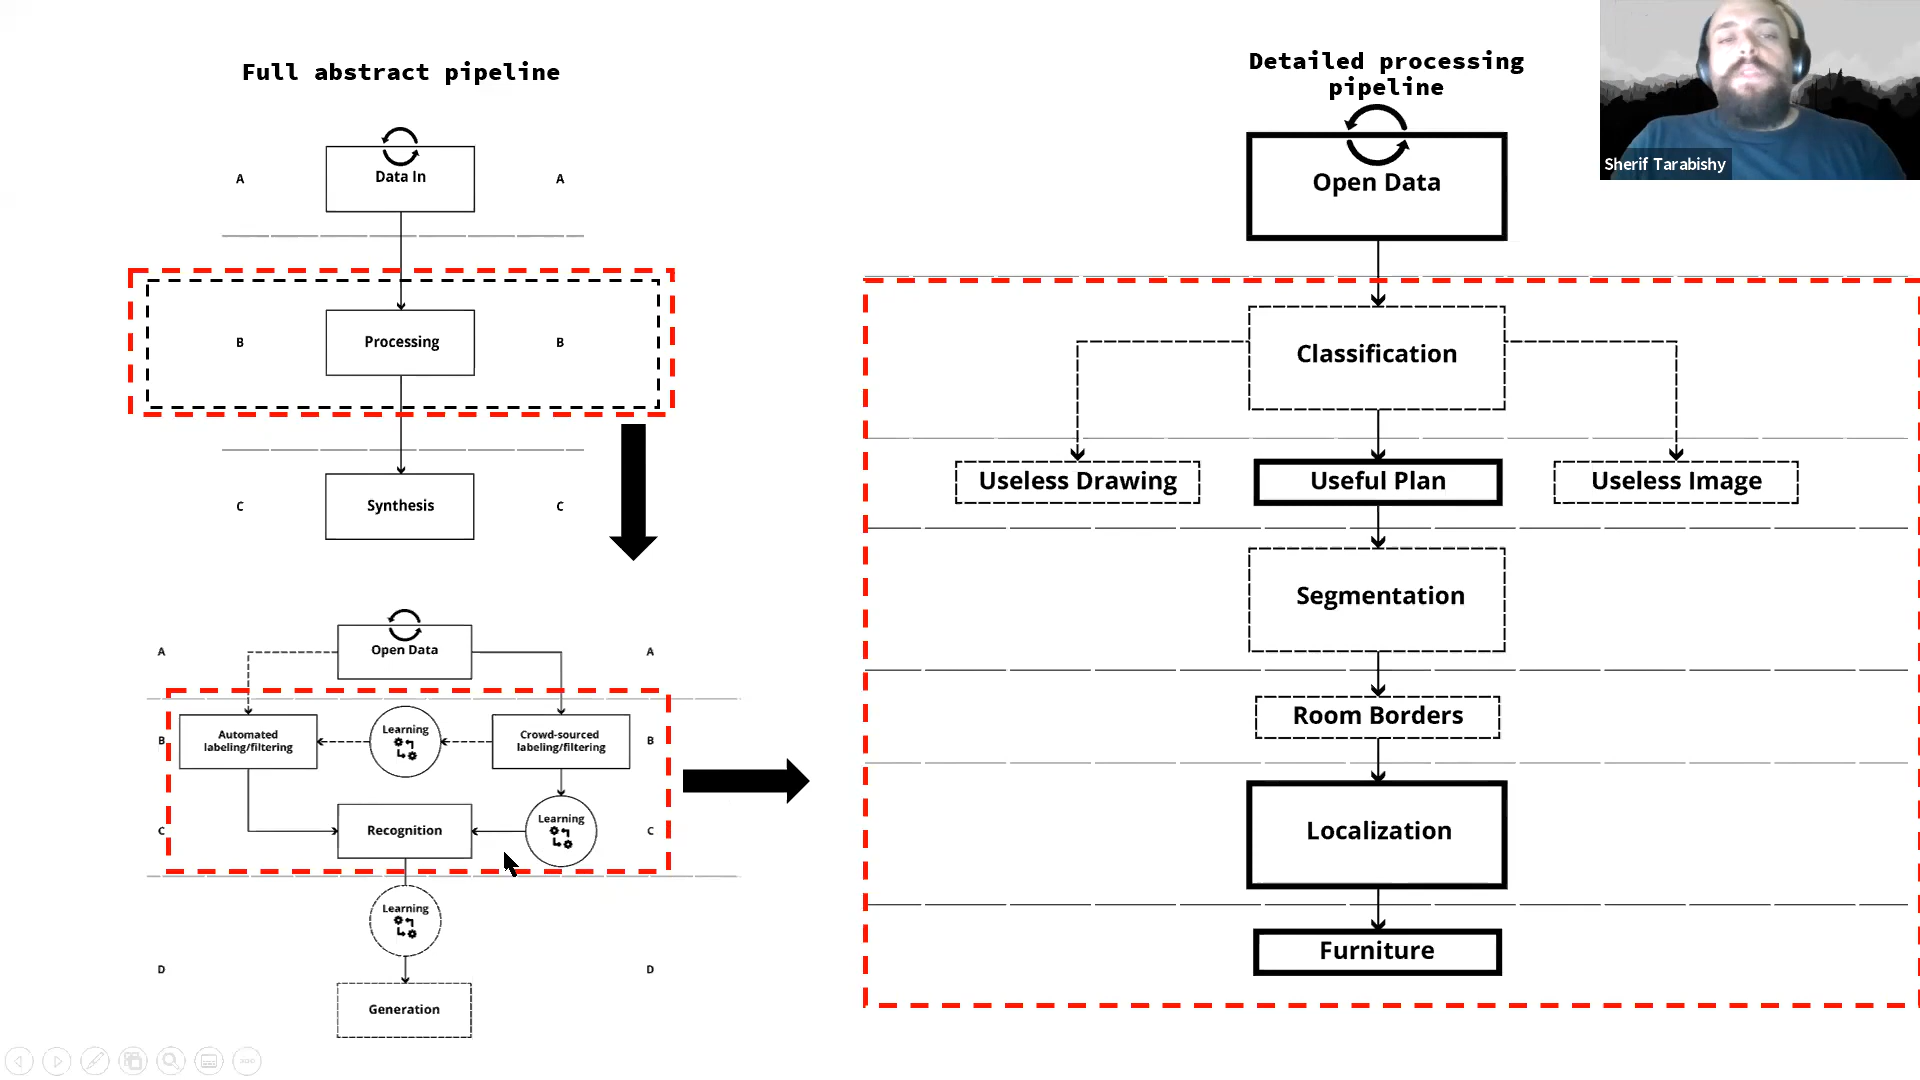 Full abstract pipeline
A
Data In
A
B
Processing
B
C
Synthesis
C
A
Open Data
A
B
Automated
labeling/filtering
Learning
Crowd-sourced
labeling/filtering
B
C
Recognition
Learning
C
Learning
D
D
Generation
Detailed processing
pipeline
Open Data
Classification
Useless Drawing
Useful Plan
Useless Image
Segmentation
Room Borders
Localization
Furniture
Sherif Tarabishy